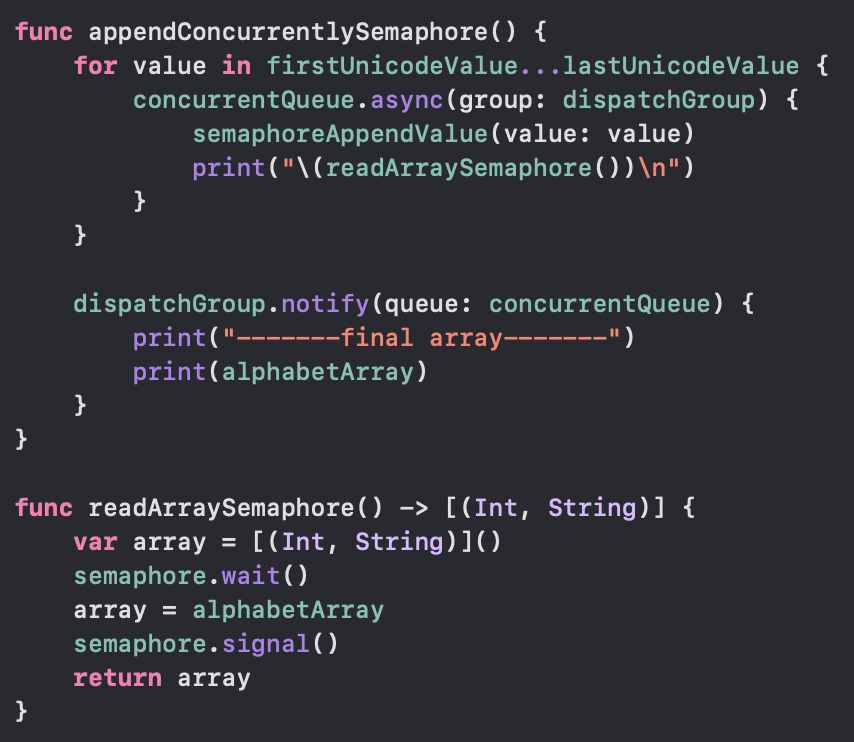 func appendConcurrentlySemaphore() {
    for value in firstUnicodeValue...lastUnicodeValue {
        concurrentQueue.async(group: dispatchGroup) {
            semaphoreAppendValue(value: value)
            print("\(readArraySemaphore())\n")
        }
    }

    dispatchGroup.notify(queue: concurrentQueue) {
        print("-------final array-------")
        print(alphabetArray)
    }
}

func readArraySemaphore() -> [(Int, String)] {
    var array = [(Int, String)]()
    semaphore.wait()
    array = alphabetArray
    semaphore.signal()
    return array
}